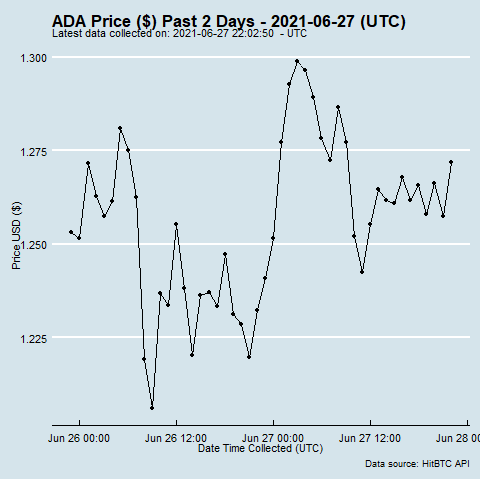 ADA Price ($) Past 2 Days - 2021-06-27 (UTC)
Latest data collected on: 2021-06-27 22:02:50 - UTC
1.300
1.275
1.250
1.225
Price USD ($)
Jun 26 00:00 Jun 26 12:00 Jun 27 00:00 Jun 27 12:00 Jun 28 00
Date Time Collected (UTC)
Data source: HitBTC API